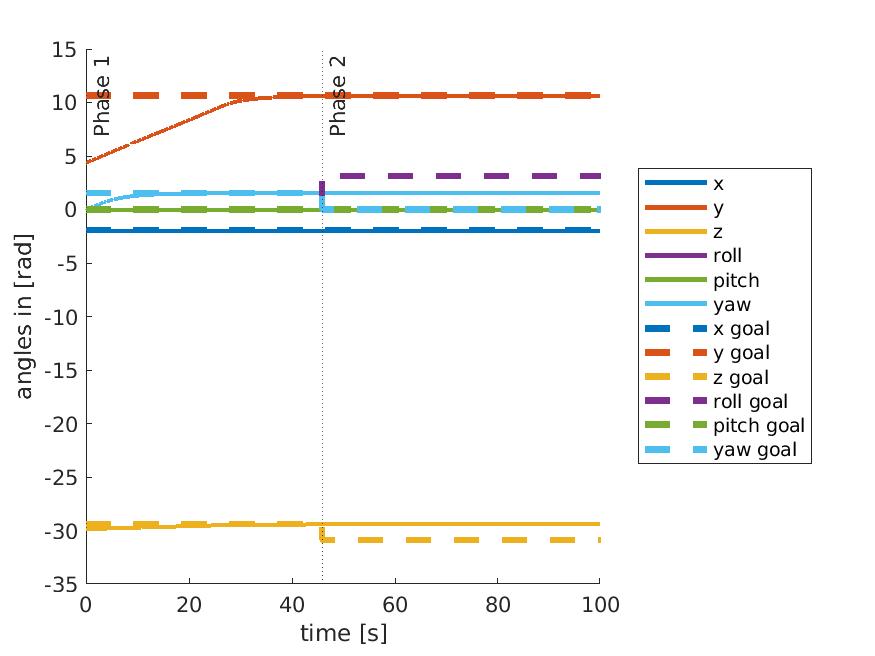 15
10
5
0
-5
-10
-15
-20
-25
-30
-35
0
20
40
60
80
100
time [s]
angles in [rad]
Phase 1
Phase 2
x
y
z
roll
pitch
yaw
x goal
y goal
z goal
roll goal
pitch goal
yaw goal